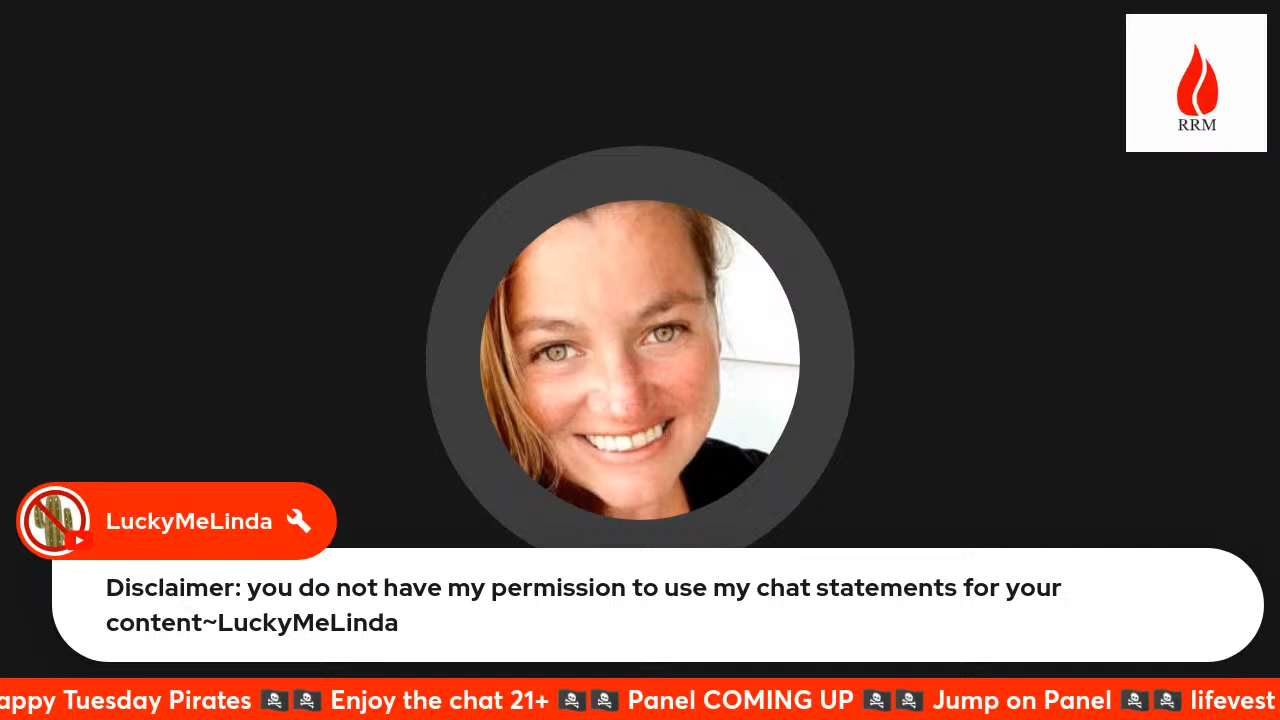 RRM
LuckyMeLinda
Disclaimer: you do not have my permission to use my chat statements for your
content~LuckyMeLinda
appy Tuesday Pirates 🏴‍☠️🏴‍☠️ Enjoy the chat 21+ 🏴‍☠️🏴‍☠️ Panel COMING UP 🏴‍☠️🏴‍☠️ Jump on Panel 🏴‍☠️🏴‍☠️ lifevest